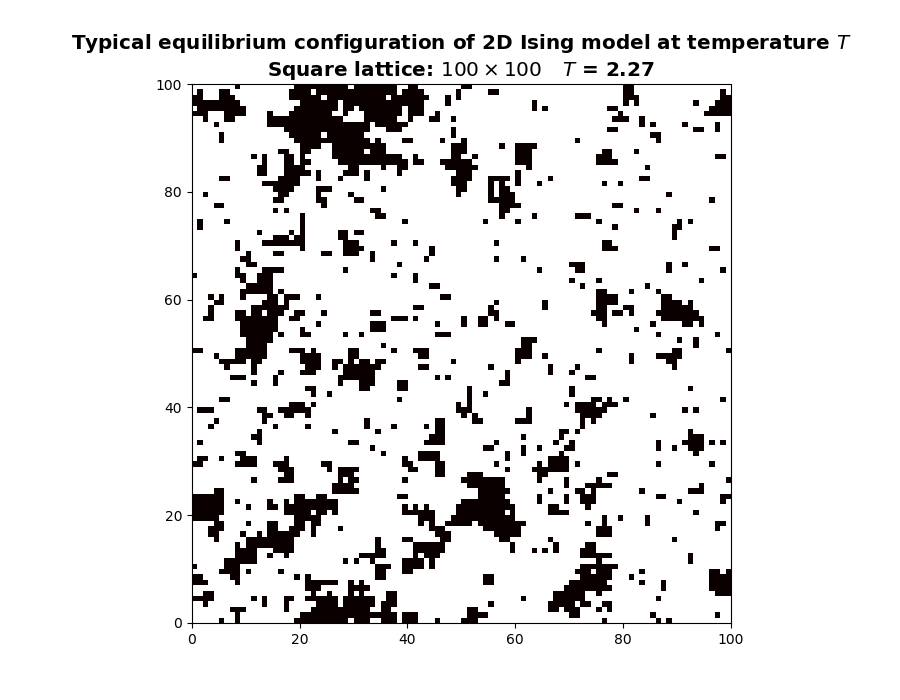 Typical equilibrium configuration of 2D Ising model at temperature T
Square lattice: 100 × 100 T = 2.27
100
80
60
40
20
0
0 20 40 60 80 100